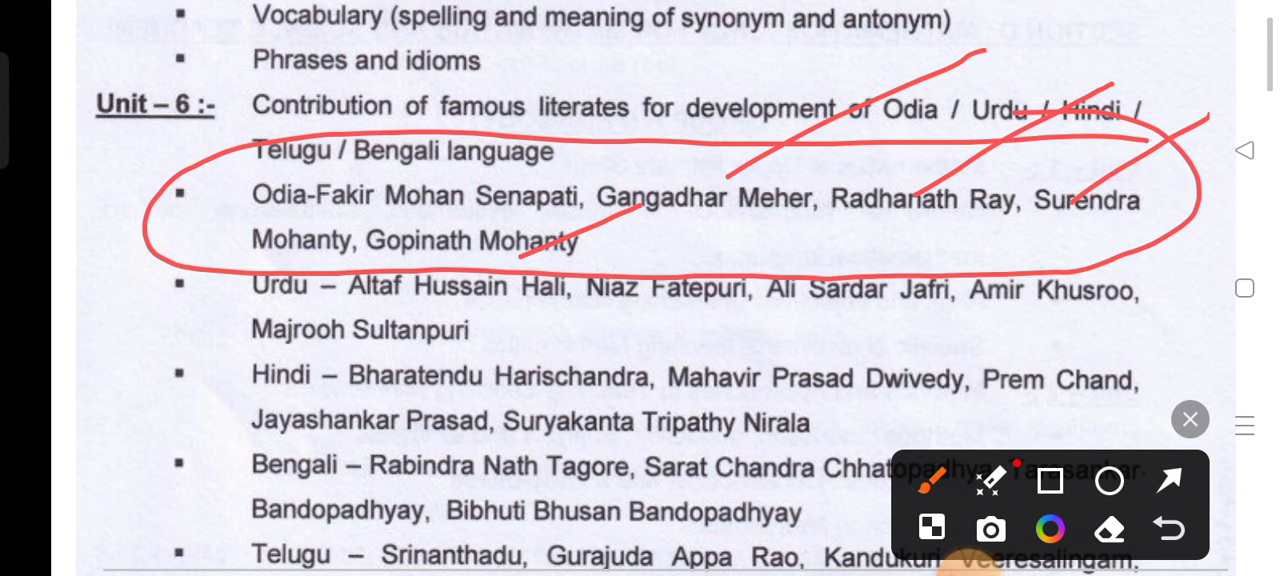 Vocabulary (spelling and meaning of synonym and antonym)
Phrases and idioms
Unit – 6 :- Contribution of famous literates for development of Odia / Urdu / Hindi /
Telugu / Bengali language
Odia-Fakir Mohan Senapati, Gangadhar Meher, Radhanath Ray, Surendra
Mohanty, Gopinath Mohanty
Urdu – Altaf Hussain Hali, Niaz Fatepuri, Ali Sardar Jafri, Amir Khusroo,
Majrooh Sultanpuri
Hindi – Bharatendu Harischandra, Mahavir Prasad Dwivedy, Prem Chand,
Jayashankar Prasad, Suryakanta Tripathy Nirala
Bengali – Rabindra Nath Tagore, Sarat Chandra Chhatopadhya, Tarasankar
Bandopadhyay, Bibhuti Bhusan Bandopadhyay
Telugu – Srinanthadu, Gurajuda Appa Rao, Kandukuri Veeresalingam,